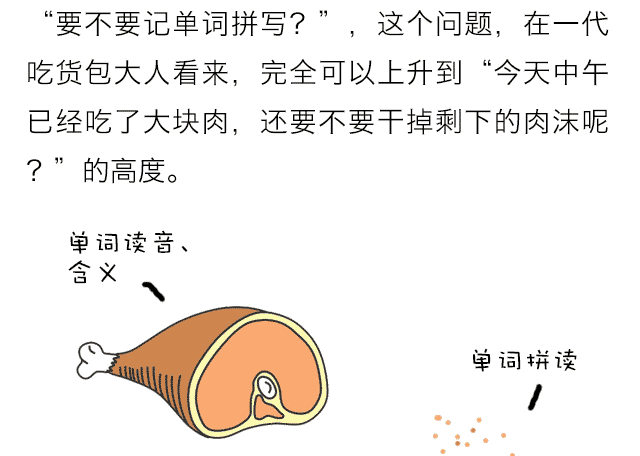 “要不要记单词拼写？”，这个问题，在一代
吃货包大人看来，完全可以上升到“今天中午
已经吃了大块肉，还要不要干掉剩下的肉沫呢
？”的高度。
单词读音、
含义
单词拼读